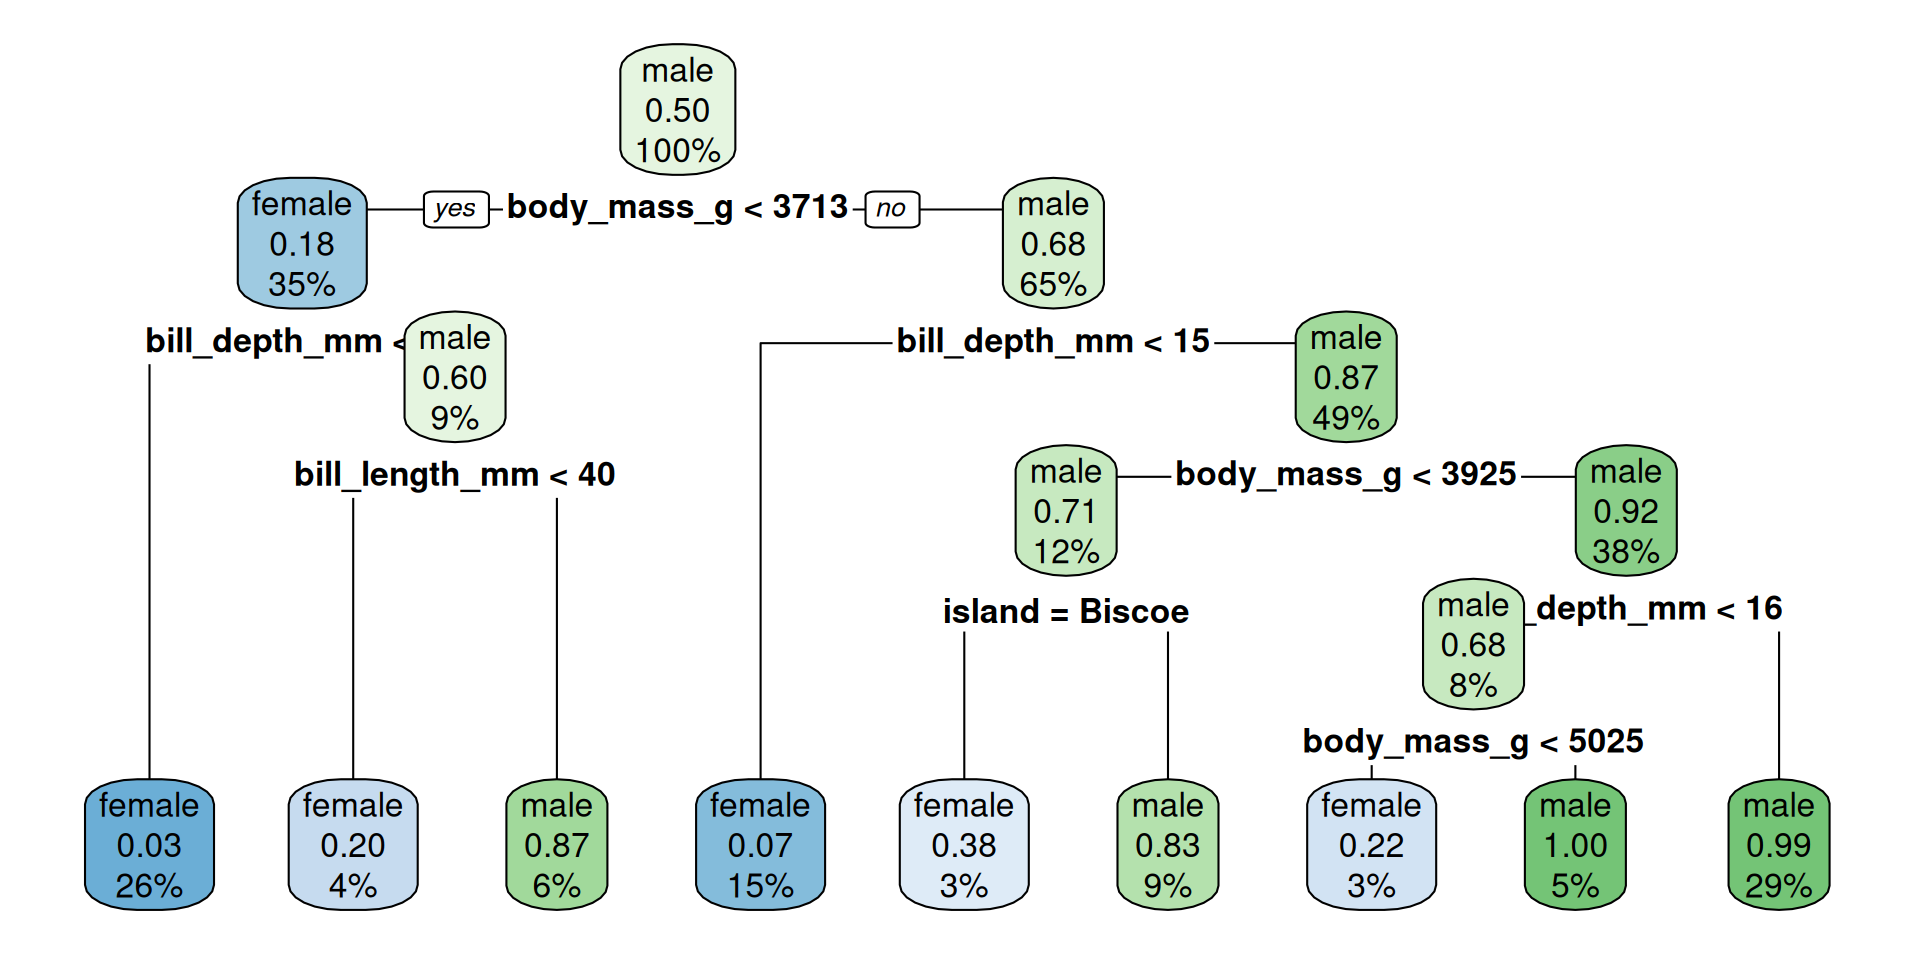 male
0.50
100%
yes
body_mass_g < 3713
no
female
0.18
35%
male
0.68
65%
bill_depth_mm <
male
0.60
9%
bill_depth_mm < 15
male
0.87
49%
bill_length_mm < 40
male
0.71
12%
body_mass_g < 3925
male
0.92
38%
island = Biscoe
male
0.68
8%
_depth_mm < 16
body_mass_g < 5025
female
0.03
26%
female
0.20
4%
male
0.87
6%
female
0.07
15%
female
0.38
3%
male
0.83
9%
female
0.22
3%
male
1.00
5%
male
0.99
29%